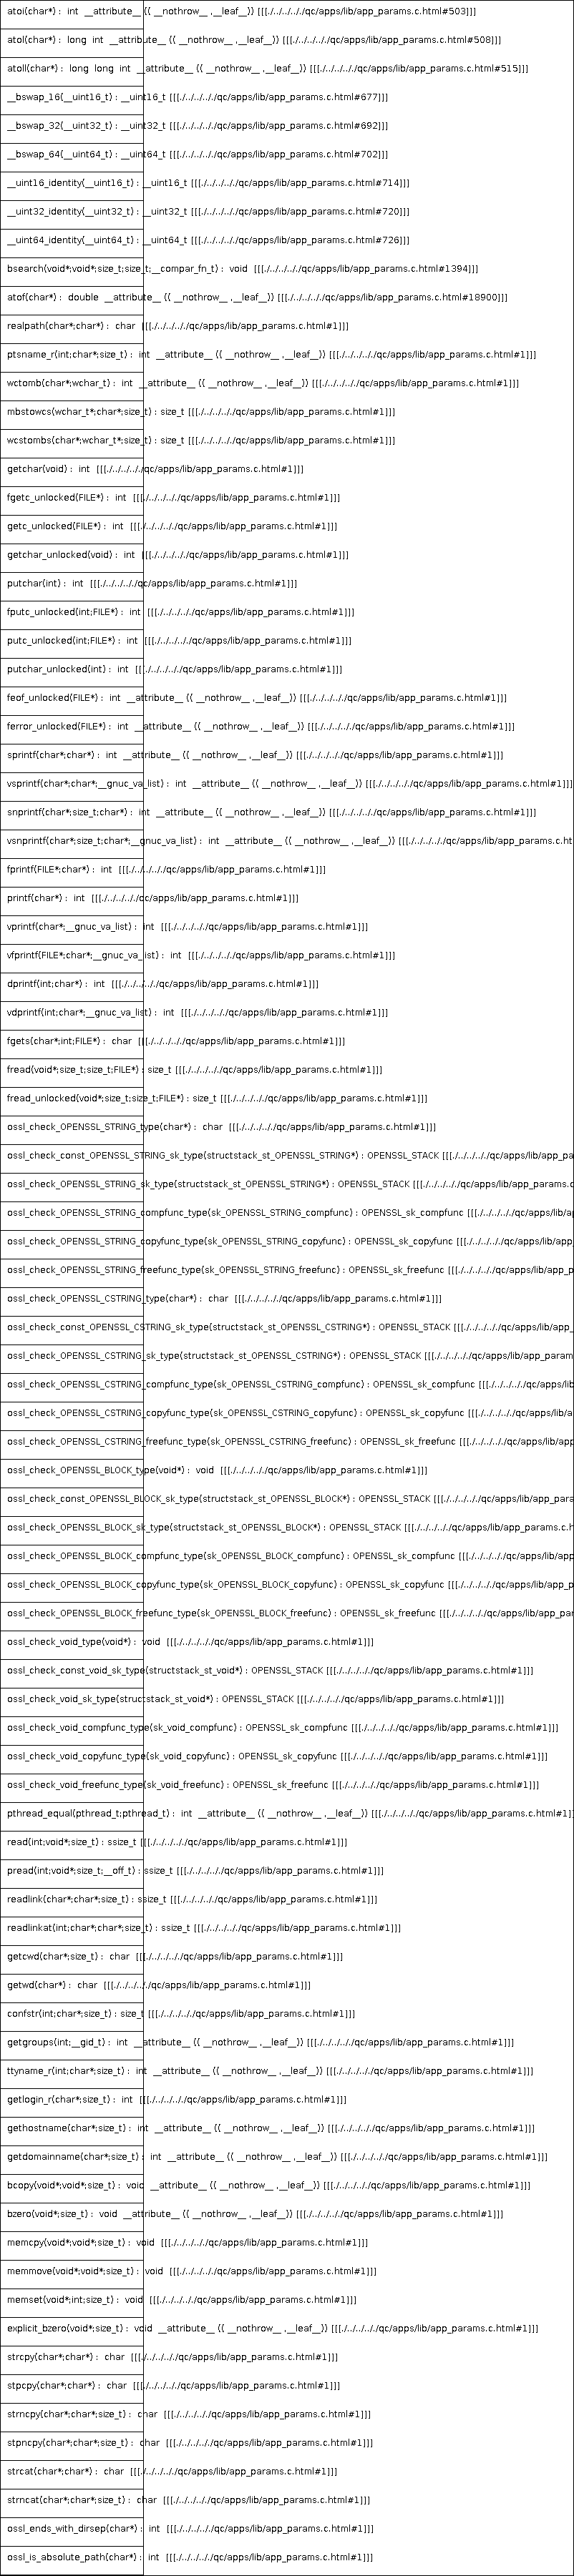 atoi(char*) :  int  __attribute__ (( __nothrow__ ,__leaf__)) [[[./../../../qc/apps/lib/app_params.c.html#503]]]
atol(char*) :  long  int  __attribute__ (( __nothrow__ ,__leaf__)) [[[./../../../qc/apps/lib/app_params.c.html#508]]]
atoll(char*) :  long  long  int  __attribute__ (( __nothrow__ ,__leaf__)) [[[./../../../qc/apps/lib/app_params.c.html#515]]]
__bswap_16(__uint16_t) : __uint16_t [[[./../../../qc/apps/lib/app_params.c.html#677]]]
__bswap_32(__uint32_t) : __uint32_t [[[./../../../qc/apps/lib/app_params.c.html#692]]]
__bswap_64(__uint64_t) : __uint64_t [[[./../../../qc/apps/lib/app_params.c.html#702]]]
__uint16_identity(__uint16_t) : __uint16_t [[[./../../../qc/apps/lib/app_params.c.html#714]]]
__uint32_identity(__uint32_t) : __uint32_t [[[./../../../qc/apps/lib/app_params.c.html#720]]]
__uint64_identity(__uint64_t) : __uint64_t [[[./../../../qc/apps/lib/app_params.c.html#726]]]
bsearch(void*;void*;size_t;size_t;__compar_fn_t) :  void  [[[./../../../qc/apps/lib/app_params.c.html#1394]]]
atof(char*) :  double  __attribute__ (( __nothrow__ ,__leaf__)) [[[./../../../qc/apps/lib/app_params.c.html#18900]]]
realpath(char*;char*) :  char  [[[./../../../qc/apps/lib/app_params.c.html#1]]]
ptsname_r(int;char*;size_t) :  int  __attribute__ (( __nothrow__ ,__leaf__)) [[[./../../../qc/apps/lib/app_params.c.html#1]]]
wctomb(char*;wchar_t) :  int  __attribute__ (( __nothrow__ ,__leaf__)) [[[./../../../qc/apps/lib/app_params.c.html#1]]]
mbstowcs(wchar_t*;char*;size_t) : size_t [[[./../../../qc/apps/lib/app_params.c.html#1]]]
wcstombs(char*;wchar_t*;size_t) : size_t [[[./../../../qc/apps/lib/app_params.c.html#1]]]
getchar(void) :  int  [[[./../../../qc/apps/lib/app_params.c.html#1]]]
fgetc_unlocked(FILE*) :  int  [[[./../../../qc/apps/lib/app_params.c.html#1]]]
getc_unlocked(FILE*) :  int  [[[./../../../qc/apps/lib/app_params.c.html#1]]]
getchar_unlocked(void) :  int  [[[./../../../qc/apps/lib/app_params.c.html#1]]]
putchar(int) :  int  [[[./../../../qc/apps/lib/app_params.c.html#1]]]
fputc_unlocked(int;FILE*) :  int  [[[./../../../qc/apps/lib/app_params.c.html#1]]]
putc_unlocked(int;FILE*) :  int  [[[./../../../qc/apps/lib/app_params.c.html#1]]]
putchar_unlocked(int) :  int  [[[./../../../qc/apps/lib/app_params.c.html#1]]]
feof_unlocked(FILE*) :  int  __attribute__ (( __nothrow__ ,__leaf__)) [[[./../../../qc/apps/lib/app_params.c.html#1]]]
ferror_unlocked(FILE*) :  int  __attribute__ (( __nothrow__ ,__leaf__)) [[[./../../../qc/apps/lib/app_params.c.html#1]]]
sprintf(char*;char*) :  int  __attribute__ (( __nothrow__ ,__leaf__)) [[[./../../../qc/apps/lib/app_params.c.html#1]]]
vsprintf(char*;char*;__gnuc_va_list) :  int  __attribute__ (( __nothrow__ ,__leaf__)) [[[./../../../qc/apps/lib/app_params.c.html#1]]]
snprintf(char*;size_t;char*) :  int  __attribute__ (( __nothrow__ ,__leaf__)) [[[./../../../qc/apps/lib/app_params.c.html#1]]]
vsnprintf(char*;size_t;char*;__gnuc_va_list) :  int  __attribute__ (( __nothrow__ ,__leaf__)) [[[./../../../qc/apps/lib/app_params.c.ht
fprintf(FILE*;char*) :  int  [[[./../../../qc/apps/lib/app_params.c.html#1]]]
printf(char*) :  int  [[[./../../../qc/apps/lib/app_params.c.html#1]]]
vprintf(char*;__gnuc_va_list) :  int  [[[./../../../qc/apps/lib/app_params.c.html#1]]]
vfprintf(FILE*;char*;__gnuc_va_list) :  int  [[[./../../../qc/apps/lib/app_params.c.html#1]]]
dprintf(int;char*) :  int  [[[./../../../qc/apps/lib/app_params.c.html#1]]]
vdprintf(int;char*;__gnuc_va_list) :  int  [[[./../../../qc/apps/lib/app_params.c.html#1]]]
fgets(char*;int;FILE*) :  char  [[[./../../../qc/apps/lib/app_params.c.html#1]]]
fread(void*;size_t;size_t;FILE*) : size_t [[[./../../../qc/apps/lib/app_params.c.html#1]]]
fread_unlocked(void*;size_t;size_t;FILE*) : size_t [[[./../../../qc/apps/lib/app_params.c.html#1]]]
ossl_check_OPENSSL_STRING_type(char*) :  char  [[[./../../../qc/apps/lib/app_params.c.html#1]]]
ossl_check_const_OPENSSL_STRING_sk_type(structstack_st_OPENSSL_STRING*) : OPENSSL_STACK [[[./../../../qc/apps/lib/app_pa
ossl_check_OPENSSL_STRING_sk_type(structstack_st_OPENSSL_STRING*) : OPENSSL_STACK [[[./../../../qc/apps/lib/app_params.c
ossl_check_OPENSSL_STRING_compfunc_type(sk_OPENSSL_STRING_compfunc) : OPENSSL_sk_compfunc [[[./../../../qc/apps/lib/a
ossl_check_OPENSSL_STRING_copyfunc_type(sk_OPENSSL_STRING_copyfunc) : OPENSSL_sk_copyfunc [[[./../../../qc/apps/lib/app_
ossl_check_OPENSSL_STRING_freefunc_type(sk_OPENSSL_STRING_freefunc) : OPENSSL_sk_freefunc [[[./../../../qc/apps/lib/app_p
ossl_check_OPENSSL_CSTRING_type(char*) :  char  [[[./../../../qc/apps/lib/app_params.c.html#1]]]
ossl_check_const_OPENSSL_CSTRING_sk_type(structstack_st_OPENSSL_CSTRING*) : OPENSSL_STACK [[[./../../../qc/apps/lib/app_
ossl_check_OPENSSL_CSTRING_sk_type(structstack_st_OPENSSL_CSTRING*) : OPENSSL_STACK [[[./../../../qc/apps/lib/app_param
ossl_check_OPENSSL_CSTRING_compfunc_type(sk_OPENSSL_CSTRING_compfunc) : OPENSSL_sk_compfunc [[[./../../../qc/apps/lib
ossl_check_OPENSSL_CSTRING_copyfunc_type(sk_OPENSSL_CSTRING_copyfunc) : OPENSSL_sk_copyfunc [[[./../../../qc/apps/lib/a
ossl_check_OPENSSL_CSTRING_freefunc_type(sk_OPENSSL_CSTRING_freefunc) : OPENSSL_sk_freefunc [[[./../../../qc/apps/lib/app
ossl_check_OPENSSL_BLOCK_type(void*) :  void  [[[./../../../qc/apps/lib/app_params.c.html#1]]]
ossl_check_const_OPENSSL_BLOCK_sk_type(structstack_st_OPENSSL_BLOCK*) : OPENSSL_STACK [[[./../../../qc/apps/lib/app_para
ossl_check_OPENSSL_BLOCK_sk_type(structstack_st_OPENSSL_BLOCK*) : OPENSSL_STACK [[[./../../../qc/apps/lib/app_params.c.h
ossl_check_OPENSSL_BLOCK_compfunc_type(sk_OPENSSL_BLOCK_compfunc) : OPENSSL_sk_compfunc [[[./../../../qc/apps/lib/app
ossl_check_OPENSSL_BLOCK_copyfunc_type(sk_OPENSSL_BLOCK_copyfunc) : OPENSSL_sk_copyfunc [[[./../../../qc/apps/lib/app_p
ossl_check_OPENSSL_BLOCK_freefunc_type(sk_OPENSSL_BLOCK_freefunc) : OPENSSL_sk_freefunc [[[./../../../qc/apps/lib/app_par
ossl_check_void_type(void*) :  void  [[[./../../../qc/apps/lib/app_params.c.html#1]]]
ossl_check_const_void_sk_type(structstack_st_void*) : OPENSSL_STACK [[[./../../../qc/apps/lib/app_params.c.html#1]]]
ossl_check_void_sk_type(structstack_st_void*) : OPENSSL_STACK [[[./../../../qc/apps/lib/app_params.c.html#1]]]
ossl_check_void_compfunc_type(sk_void_compfunc) : OPENSSL_sk_compfunc [[[./../../../qc/apps/lib/app_params.c.html#1]]]
ossl_check_void_copyfunc_type(sk_void_copyfunc) : OPENSSL_sk_copyfunc [[[./../../../qc/apps/lib/app_params.c.html#1]]]
ossl_check_void_freefunc_type(sk_void_freefunc) : OPENSSL_sk_freefunc [[[./../../../qc/apps/lib/app_params.c.html#1]]]
pthread_equal(pthread_t;pthread_t) :  int  __attribute__ (( __nothrow__ ,__leaf__)) [[[./../../../qc/apps/lib/app_params.c.html#1]]]
read(int;void*;size_t) : ssize_t [[[./../../../qc/apps/lib/app_params.c.html#1]]]
pread(int;void*;size_t;__off_t) : ssize_t [[[./../../../qc/apps/lib/app_params.c.html#1]]]
readlink(char*;char*;size_t) : ssize_t [[[./../../../qc/apps/lib/app_params.c.html#1]]]
readlinkat(int;char*;char*;size_t) : ssize_t [[[./../../../qc/apps/lib/app_params.c.html#1]]]
getcwd(char*;size_t) :  char  [[[./../../../qc/apps/lib/app_params.c.html#1]]]
getwd(char*) :  char  [[[./../../../qc/apps/lib/app_params.c.html#1]]]
confstr(int;char*;size_t) : size_t [[[./../../../qc/apps/lib/app_params.c.html#1]]]
getgroups(int;__gid_t) :  int  __attribute__ (( __nothrow__ ,__leaf__)) [[[./../../../qc/apps/lib/app_params.c.html#1]]]
ttyname_r(int;char*;size_t) :  int  __attribute__ (( __nothrow__ ,__leaf__)) [[[./../../../qc/apps/lib/app_params.c.html#1]]]
getlogin_r(char*;size_t) :  int  [[[./../../../qc/apps/lib/app_params.c.html#1]]]
gethostname(char*;size_t) :  int  __attribute__ (( __nothrow__ ,__leaf__)) [[[./../../../qc/apps/lib/app_params.c.html#1]]]
getdomainname(char*;size_t) :  int  __attribute__ (( __nothrow__ ,__leaf__)) [[[./../../../qc/apps/lib/app_params.c.html#1]]]
bcopy(void*;void*;size_t) :  void  __attribute__ (( __nothrow__ ,__leaf__)) [[[./../../../qc/apps/lib/app_params.c.html#1]]]
bzero(void*;size_t) :  void  __attribute__ (( __nothrow__ ,__leaf__)) [[[./../../../qc/apps/lib/app_params.c.html#1]]]
memcpy(void*;void*;size_t) :  void  [[[./../../../qc/apps/lib/app_params.c.html#1]]]
memmove(void*;void*;size_t) :  void  [[[./../../../qc/apps/lib/app_params.c.html#1]]]
memset(void*;int;size_t) :  void  [[[./../../../qc/apps/lib/app_params.c.html#1]]]
explicit_bzero(void*;size_t) :  void  __attribute__ (( __nothrow__ ,__leaf__)) [[[./../../../qc/apps/lib/app_params.c.html#1]]]
strcpy(char*;char*) :  char  [[[./../../../qc/apps/lib/app_params.c.html#1]]]
stpcpy(char*;char*) :  char  [[[./../../../qc/apps/lib/app_params.c.html#1]]]
strncpy(char*;char*;size_t) :  char  [[[./../../../qc/apps/lib/app_params.c.html#1]]]
stpncpy(char*;char*;size_t) :  char  [[[./../../../qc/apps/lib/app_params.c.html#1]]]
strcat(char*;char*) :  char  [[[./../../../qc/apps/lib/app_params.c.html#1]]]
strncat(char*;char*;size_t) :  char  [[[./../../../qc/apps/lib/app_params.c.html#1]]]
ossl_ends_with_dirsep(char*) :  int  [[[./../../../qc/apps/lib/app_params.c.html#1]]]
ossl_is_absolute_path(char*) :  int  [[[./../../../qc/apps/lib/app_params.c.html#1]]]